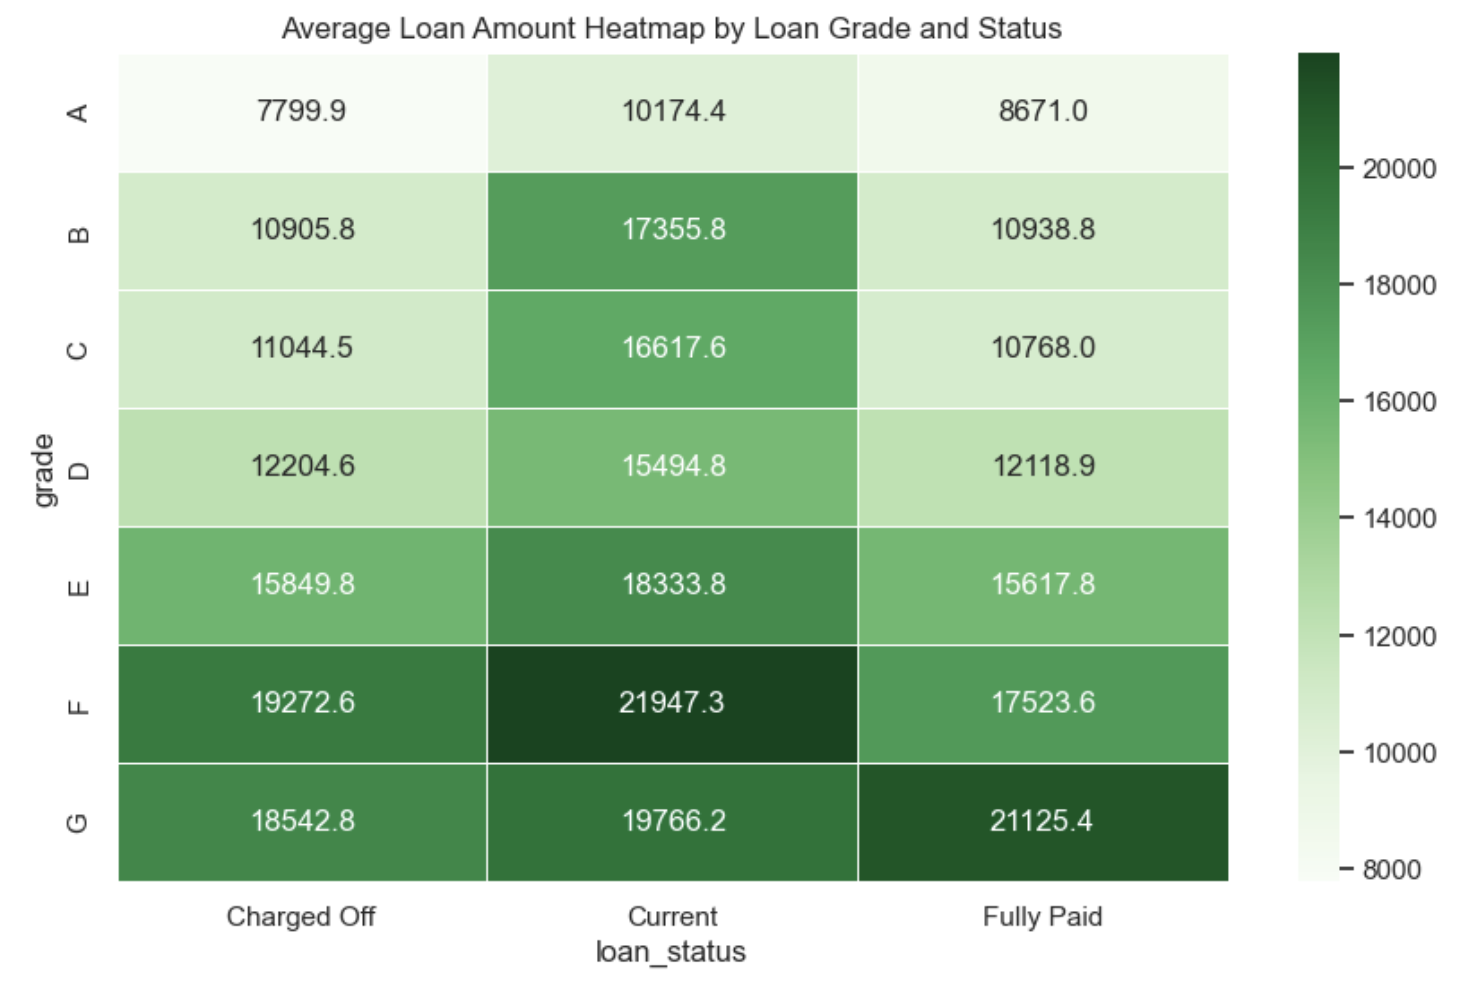 Average Loan Amount Heatmap by Loan Grade and Status
grade
A 7799.9 10174.4 8671.0
B 10905.8 17355.8 10938.8
C 11044.5 16617.6 10768.0
D 12204.6 15494.8 12118.9
E 15849.8 18333.8 15617.8
F 19272.6 21947.3 17523.6
G 18542.8 19766.2 21125.4
Charged Off Current Fully Paid
loan_status
20000
18000
16000
14000
12000
10000
8000